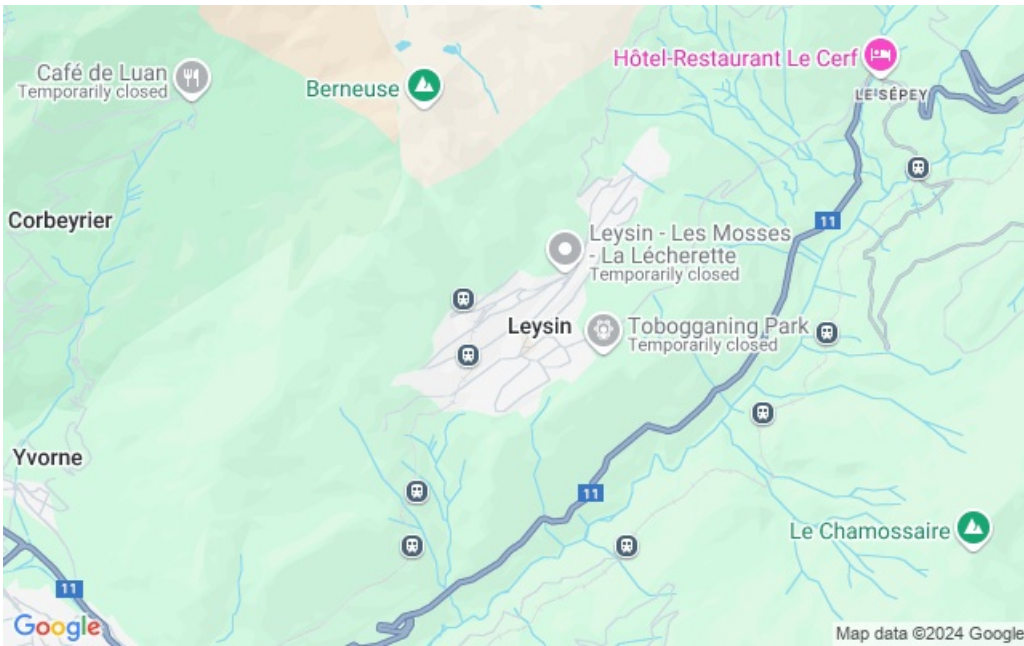 Hôtel-Restaurant Le Cerf
Café de Luan
Temporarily closed
Berneuse
LE SÉPEY
Corbeyrier
11
Leysin - Les Mosses
- La Lécherette
Temporarily closed
Leysin
Tobogganing Park
Temporarily closed
Yvorne
11
Le Chamossaire
11
Google
Map data ©2024 Google